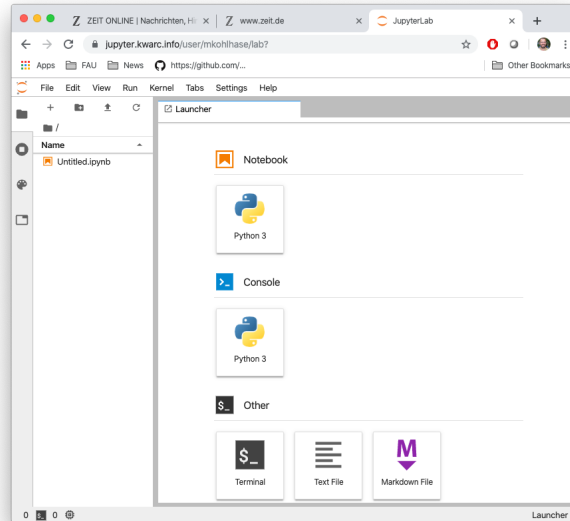 Z ZEIT ONLINE | Nachrichten, Hi × Z www.zeit.de × JupyterLab × +
jupyter.kwarc.info/user/mkohlhase/lab?
Apps FAU News https://github.com/... Other Bookmarks
File Edit View Run Kernel Tabs Settings Help
Launcher
/
Name
Untitled.ipynb
Notebook
Python 3
Console
Python 3
$_ Other
$_ M
Terminal Text File Markdown File
0 $_ 0 Launcher